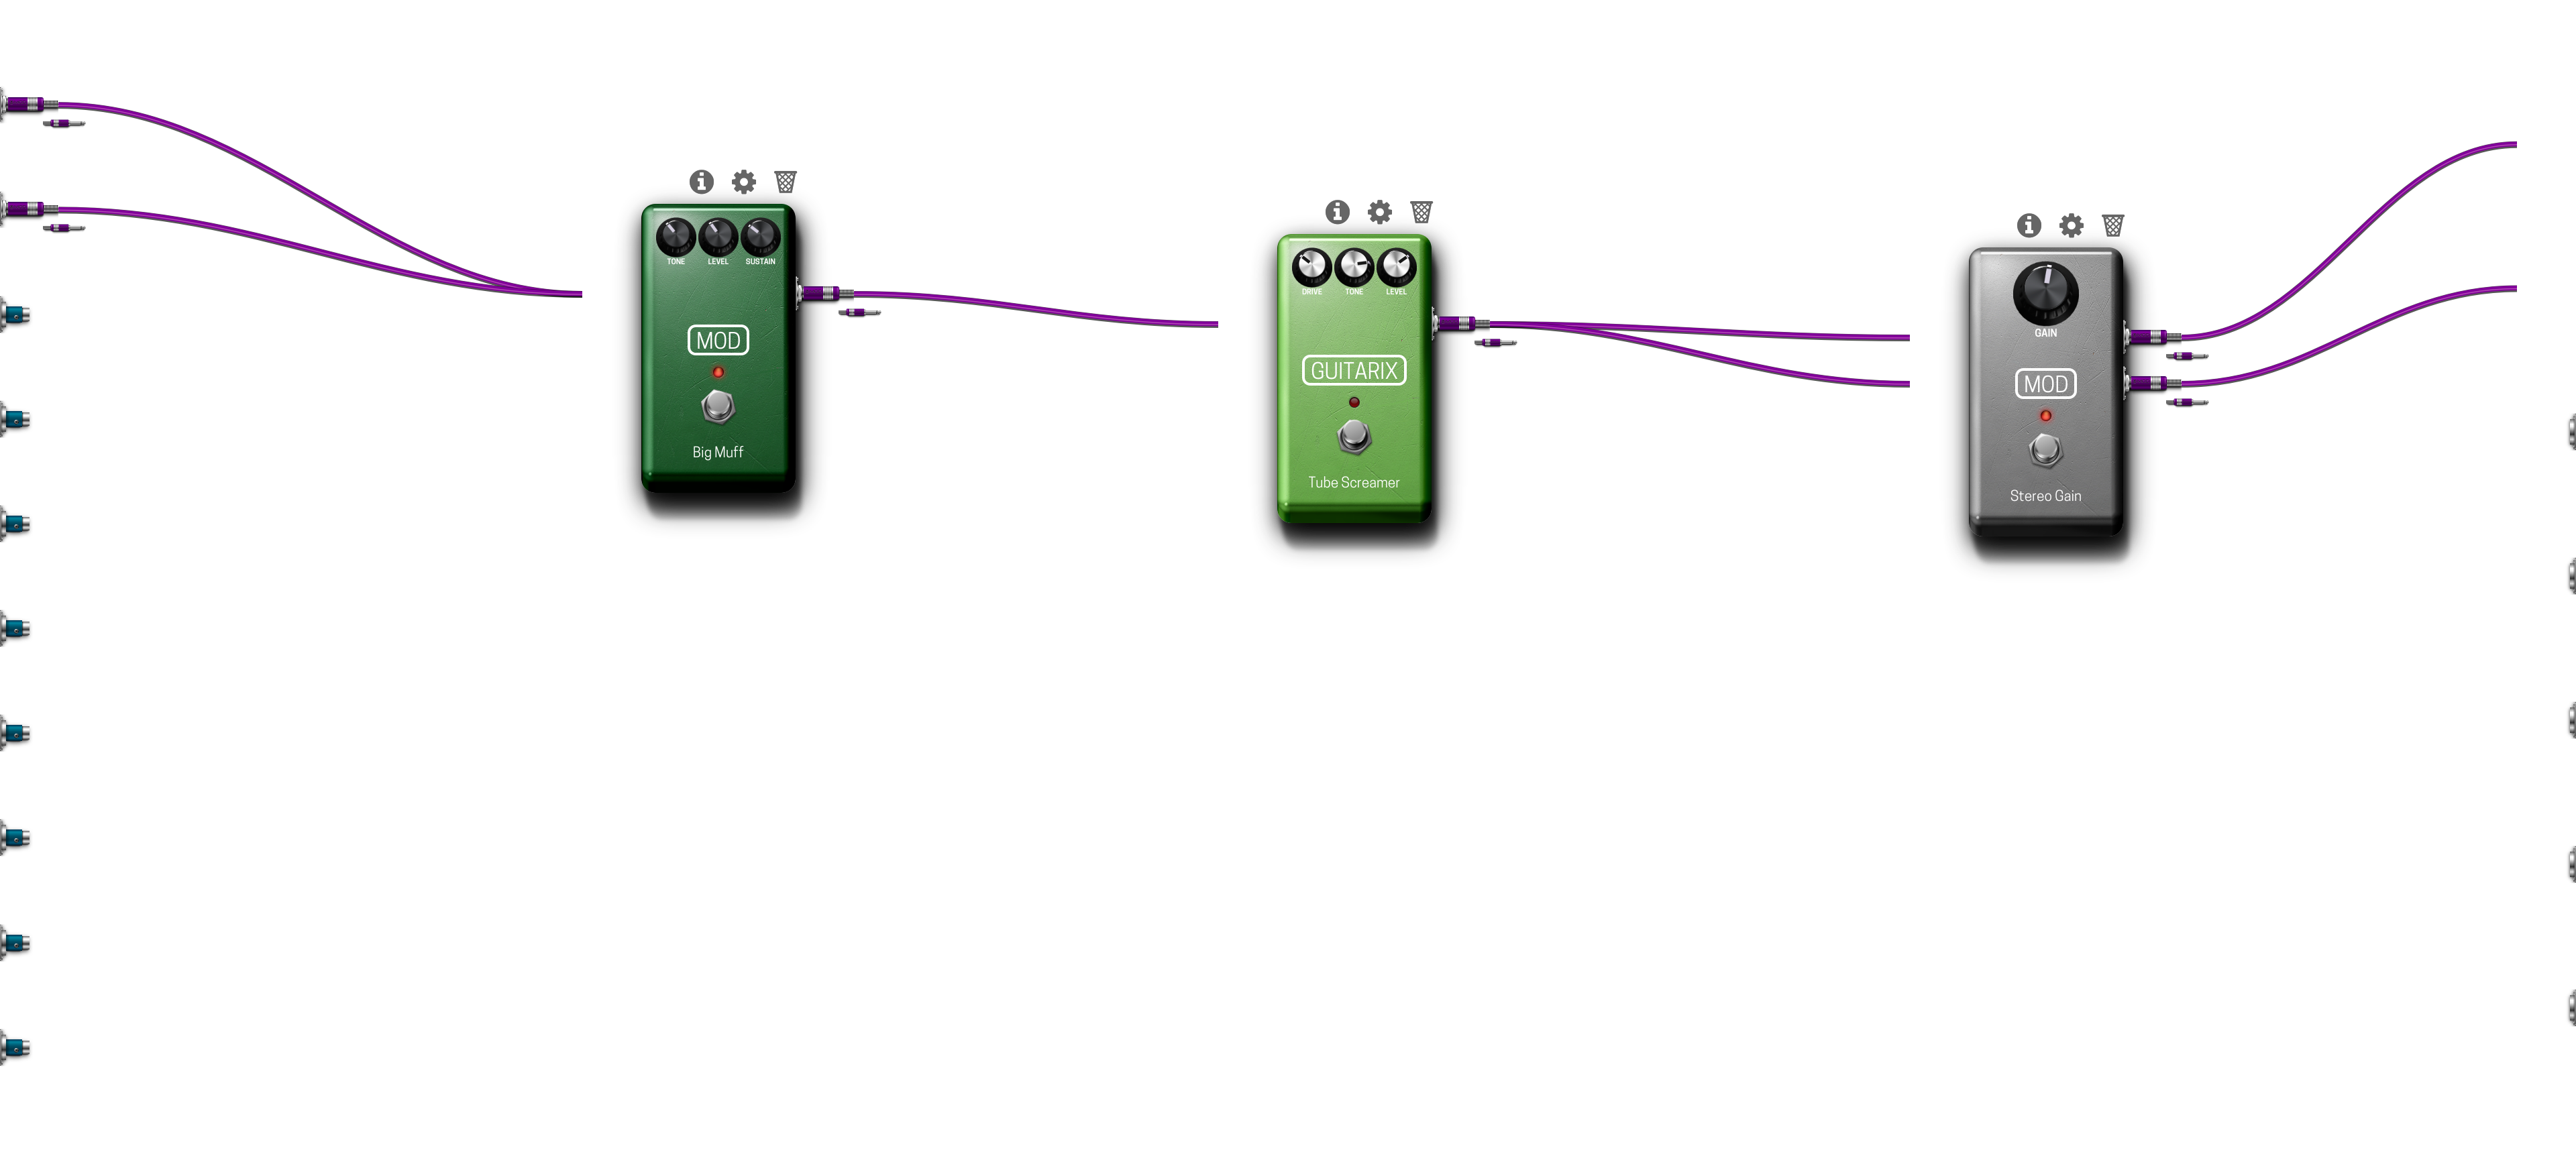 TONE LEVEL SUSTAIN
MOD
Big Muff
DRIVE TONE LEVEL
GUITARIX
Tube Screamer
GAIN
MOD
Stereo Gain